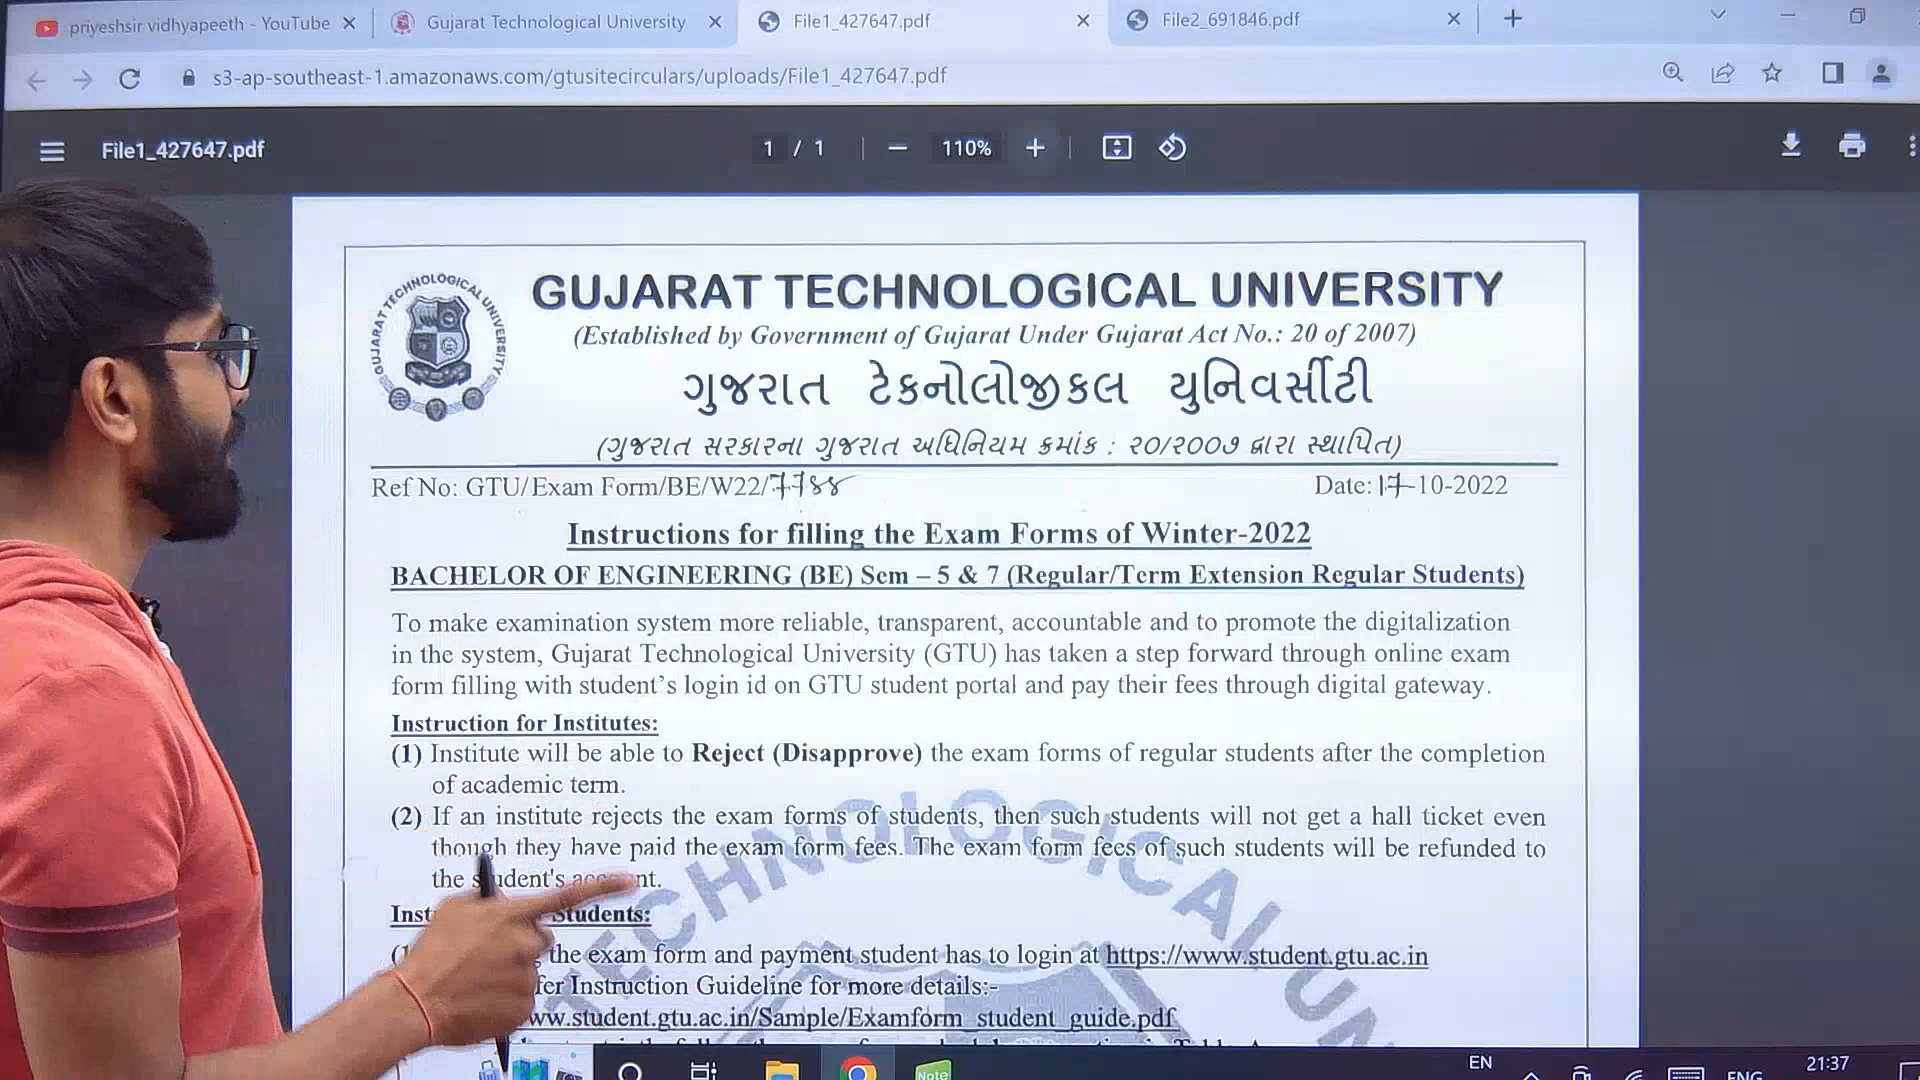 priyeshsir vidhyapeeth - YouTube
Gujarat Technological University
File1_427647.pdf
File2_691846.pdf
s3-ap-southeast-1.amazonaws.com/gtusitecirculars/uploads/File1_427647.pdf
File1_427647.pdf
1 / 1
110%
GUJARAT TECHNOLOGICAL UNIVERSITY
GUJARAT TECHNOLOGICAL UNIVERSITY
(Established by Government of Gujarat Under Gujarat Act No.: 20 of 2007)
ગુજરાત ટેકનોલોજીકલ યુનિવર્સીટી
(ગુજરાત સરકારના ગુજરાત અધિનિયમ ક્રમાંક : ૨૦/૨૦૦૭ દ્વારા સ્થાપિત)
Ref No: GTU/Exam Form/BE/W22/7788
Date: 17-10-2022
Instructions for filling the Exam Forms of Winter-2022
BACHELOR OF ENGINEERING (BE) Sem – 5 & 7 (Regular/Term Extension Regular Students)
To make examination system more reliable, transparent, accountable and to promote the digitalization
in the system, Gujarat Technological University (GTU) has taken a step forward through online exam
form filling with student’s login id on GTU student portal and pay their fees through digital gateway.
Instruction for Institutes:
(1) Institute will be able to Reject (Disapprove) the exam forms of regular students after the completion
of academic term.
(2) If an institute rejects the exam forms of students, then such students will not get a hall ticket even
though they have paid the exam form fees. The exam form fees of such students will be refunded to
the student's account.
Students:
the exam form and payment student has to login at https://www.student.gtu.ac.in
Instruction Guideline for more details:-
www.student.gtu.ac.in/Sample/Examform_student_guide.pdf
TECHNOLOGICAL UN
Note
EN
ENG
21:37